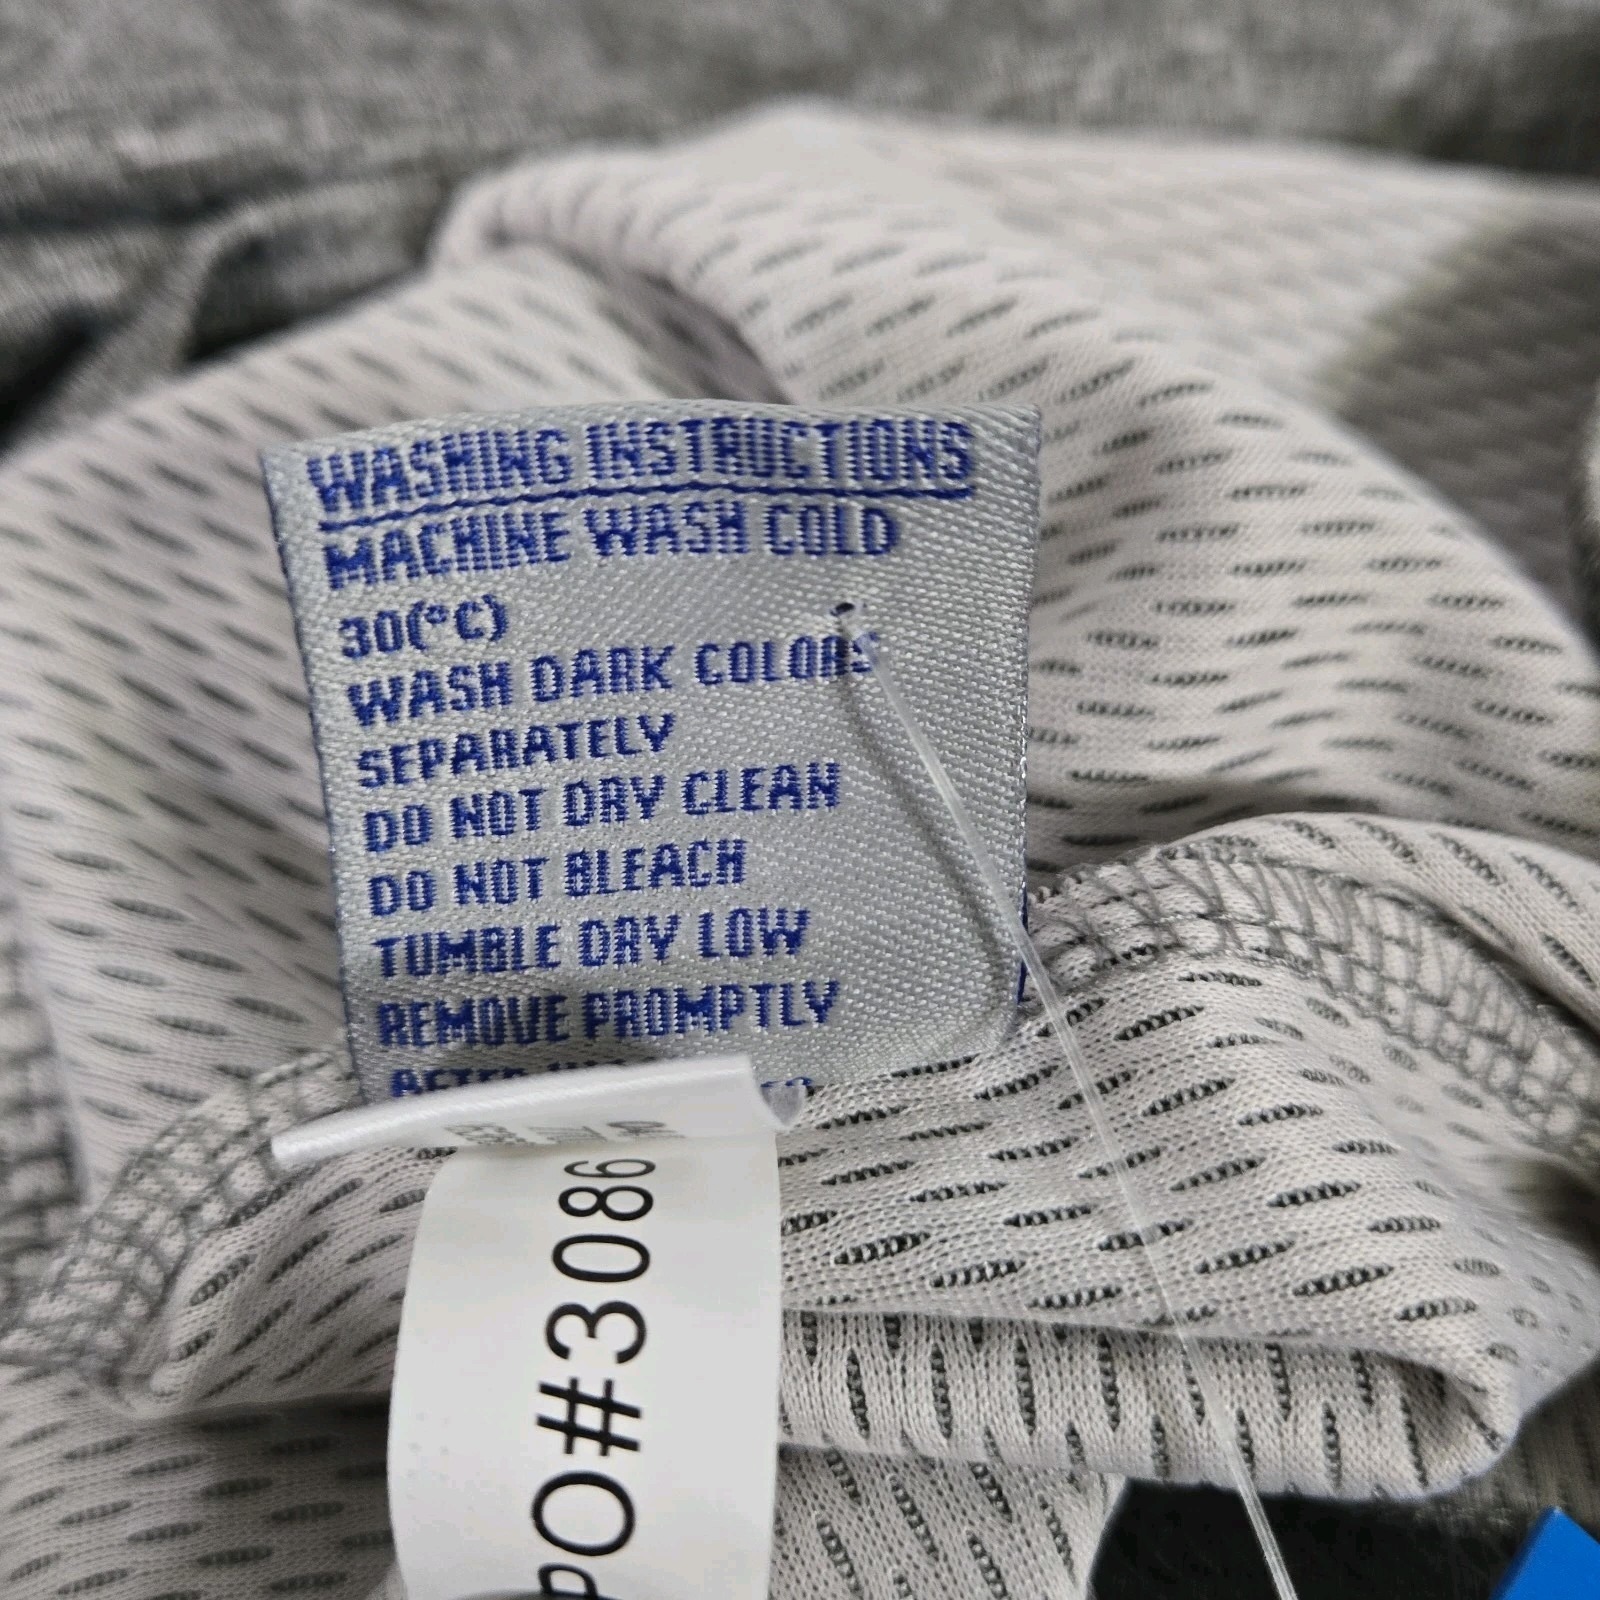 WASHING INSTRUCTIONS
MACHINE WASH COLD
30(°C)
WASH DARK COLORS
SEPARATELY
DO NOT DRY CLEAN
DO NOT BLEACH
TUMBLE DRY LOW
REMOVE PROMPTLY
AFTER
PO#3086